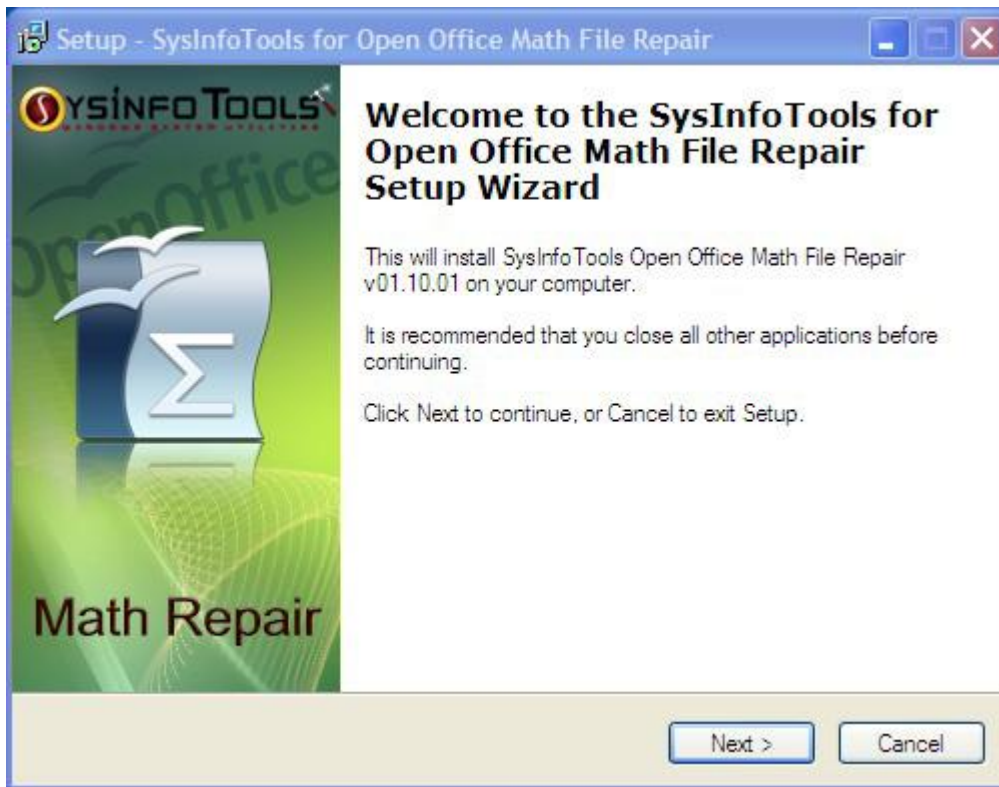 Setup - SysInfoTools for Open Office Math File Repair
SYSINFO TOOLS
WINDOWS SYSTEM UTILITIES
OpenOffice
Math Repair
Welcome to the SysInfoTools for
Open Office Math File Repair
Setup Wizard
This will install SysInfoTools Open Office Math File Repair
v01.10.01 on your computer.
It is recommended that you close all other applications before
continuing.
Click Next to continue, or Cancel to exit Setup.
Next >
Cancel